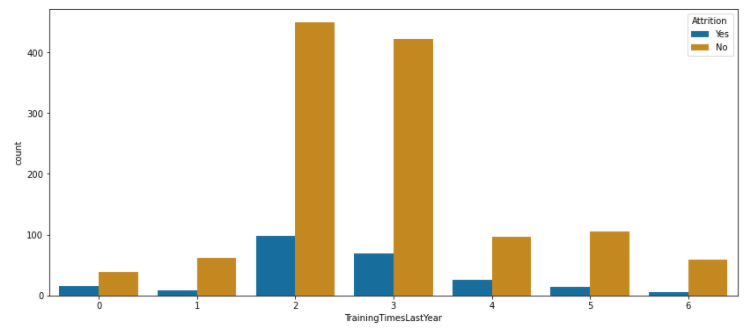 Attrition
Yes
No
400
300
200
100
0
count
0 1 2 3 4 5 6
TrainingTimesLastYear